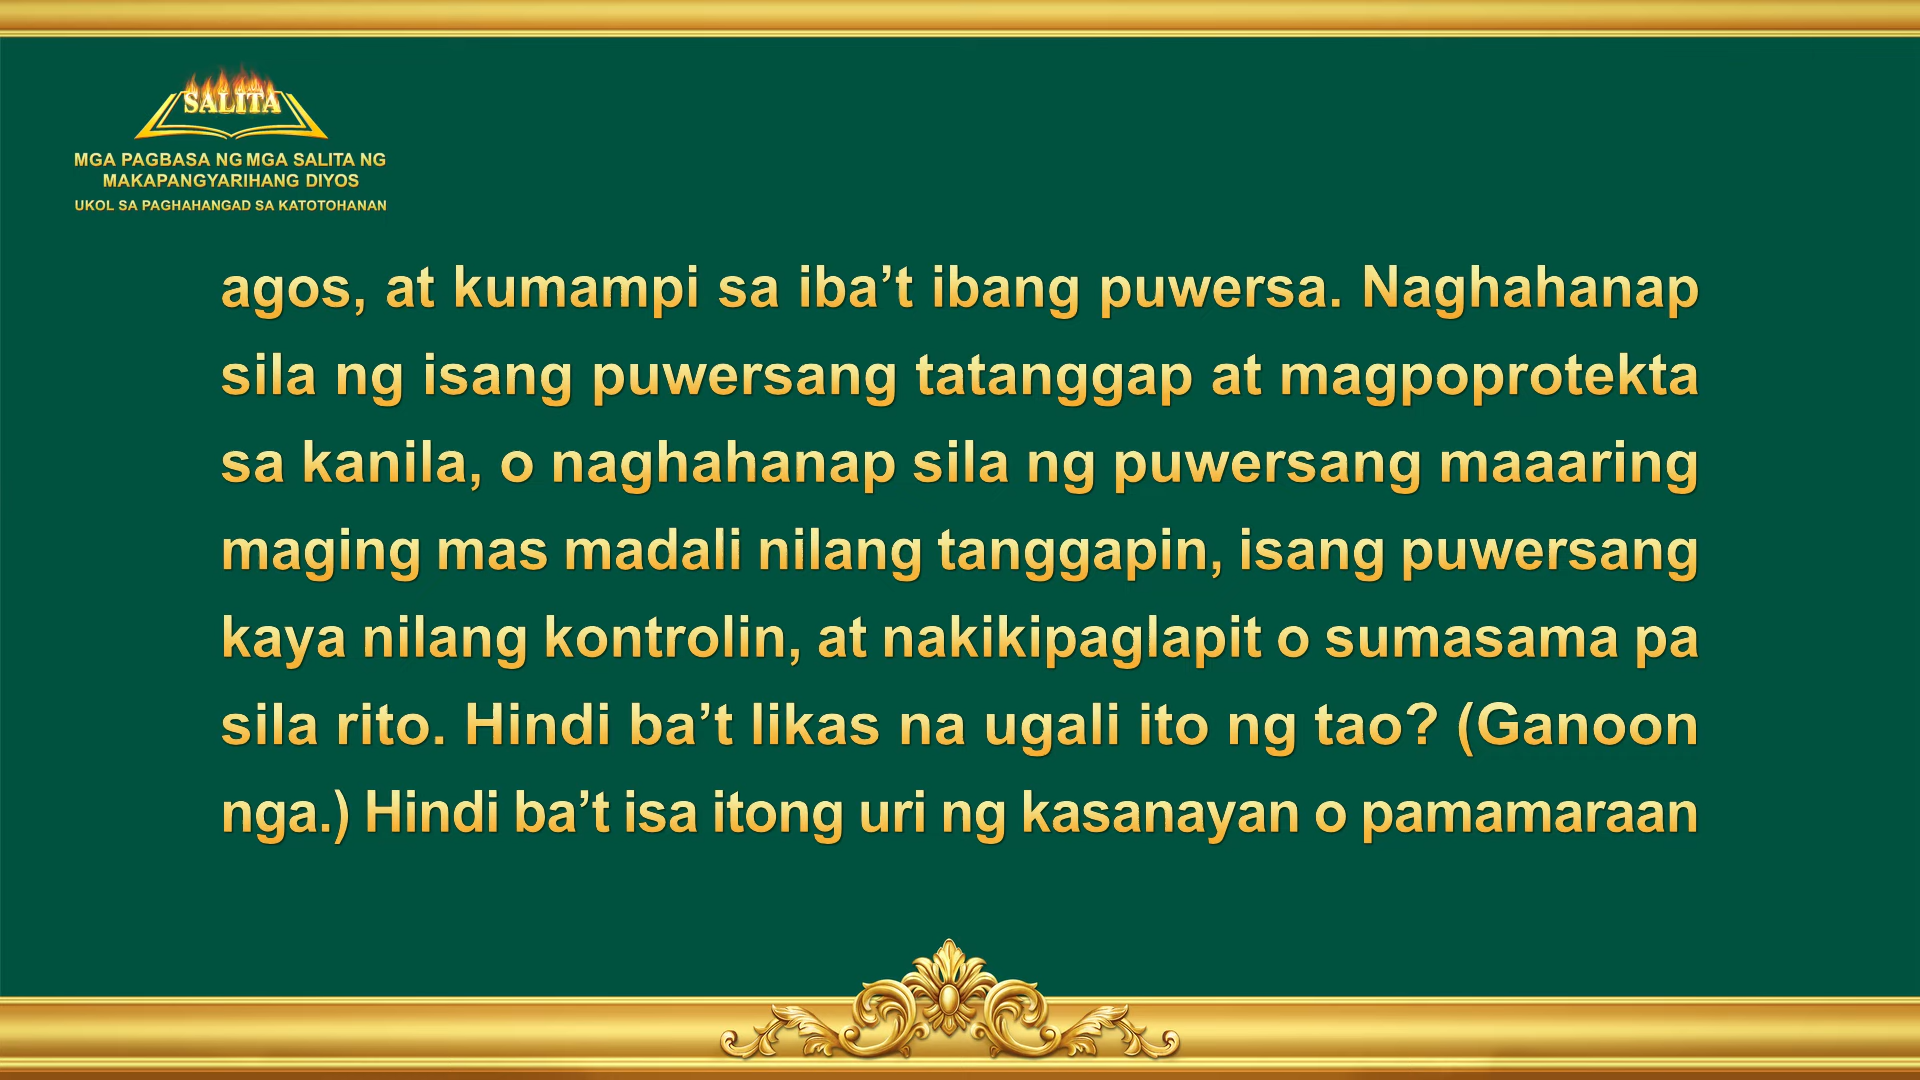 SALITA
MGA PAGBASA NG MGA SALITA NG
MAKAPANGYARIHANG DIYOS
UKOL SA PAGHAHANGAD SA KATOTOHANAN
agos, at kumampi sa iba’t ibang puwersa. Naghahanap
sila ng isang puwersang tatanggap at magpoprotekta
sa kanila, o naghahanap sila ng puwersang maaaring
maging mas madali nilang tanggapin, isang puwersang
kaya nilang kontrolin, at nakikipaglapit o sumasama pa
sila rito. Hindi ba’t likas na ugali ito ng tao? (Ganoon
nga.) Hindi ba’t isa itong uri ng kasanayan o pamamaraan